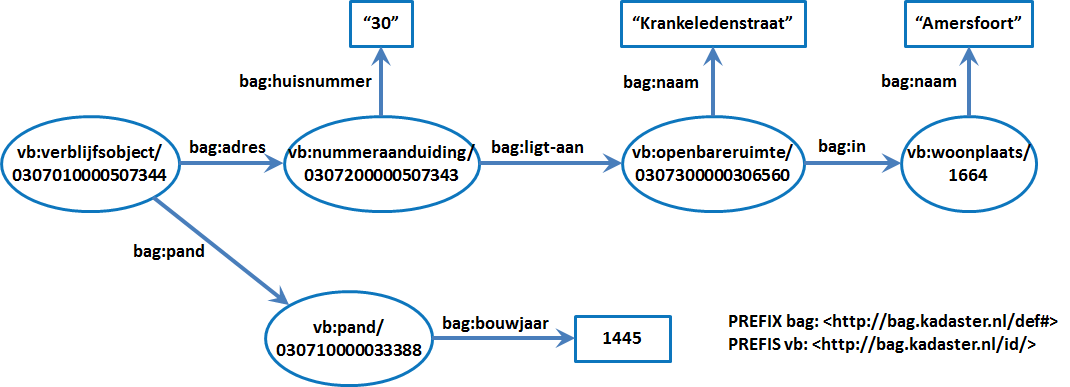 “30”
“Krankeledenstraat”
“Amersfoort”
bag:huisnummer
bag:naam
bag:naam
vb:verblijfsobject/
0307010000507344
bag:adres
vb:nummeraanduiding/
0307200000507343
bag:ligt-aan
vb:openbareruimte/
0307300000306560
bag:in
vb:woonplaats/
1664
bag:pand
vb:pand/
030710000033388
bag:bouwjaar
1445
PREFIX bag: <http://bag.kadaster.nl/def#>
PREFIS vb: <http://bag.kadaster.nl/id/>